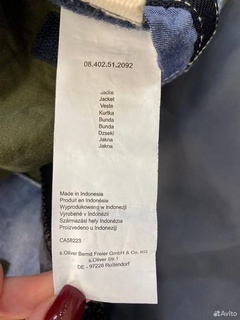 08.402.51.2092
Jacke
Jacket
Veste
Kurtka
Bunda
Bunda
Dzseki
Jakna
Jakna
Made in Indonesia
Produit en Indonésie
Wyprodukowano w Indonezji
Vyrobené v Indonézii
Származási hely Indonézia
Proizvedeno u Indoneziji
CA58223
s.Oliver Bernd Freier GmbH & Co. KG
s.Oliver Str.1
DE - 97228 Rottendorf
Avito